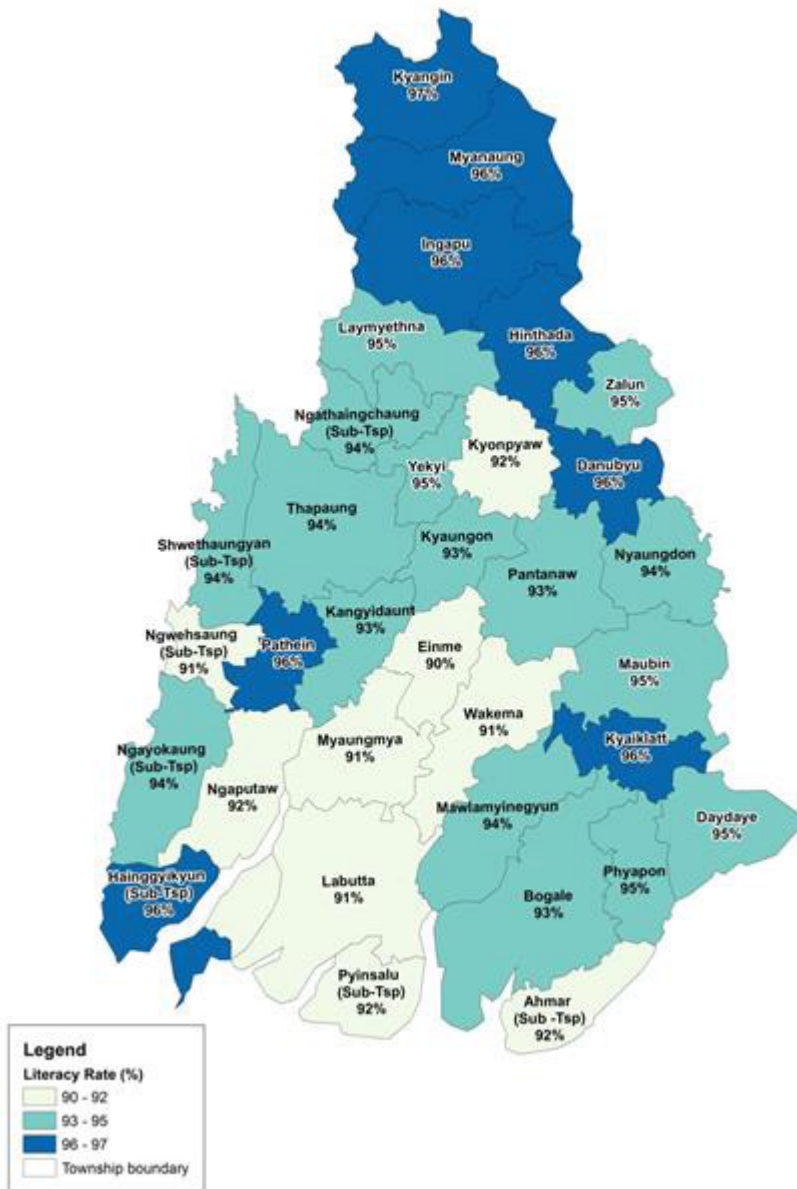 Kyangin
97%
Myanaung
96%
Ingapu
96%
Laymyethna
95%
Hinthada
96%
Zalun
95%
Ngathaingchaung
(Sub-Tsp)
94%
Kyonpyaw
92%
Yekyi
95%
Danubyu
96%
Thapaung
94%
Kyaungon
93%
Shwethaungyan
(Sub-Tsp)
94%
Pantanaw
93%
Nyaungdon
94%
Kangyidaunt
93%
Ngwehsaung
(Sub-Tsp)
91%
Pathein
96%
Einme
90%
Maubin
95%
Wakema
91%
Myaungmya
91%
Kyaiklatt
96%
Ngayokaung
(Sub-Tsp)
94%
Ngaputaw
92%
Mawlamyinegyun
94%
Daydaye
95%
Hainggyikyun
(Sub-Tsp)
96%
Labutta
91%
Phyapon
95%
Bogale
93%
Pyinsalu
(Sub-Tsp)
92%
Ahmar
(Sub -Tsp)
92%
Legend
Literacy Rate (%)
90 - 92
93 - 95
96 - 97
Township boundary